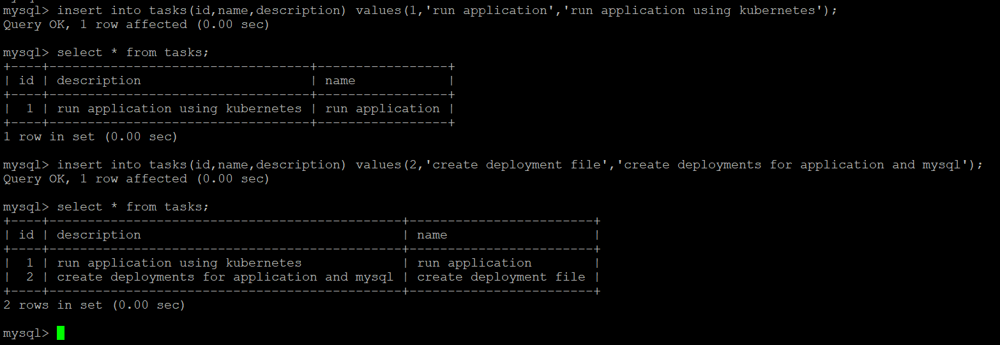 mysql> insert into tasks(id,name,description) values(1,'run application','run application using kubernetes');
Query OK, 1 row affected (0.00 sec)
mysql> select * from tasks;
+----+----------------------------------+-----------------+
| id | description                      | name            |
+----+----------------------------------+-----------------+
|  1 | run application using kubernetes | run application |
+----+----------------------------------+-----------------+
1 row in set (0.00 sec)
mysql> insert into tasks(id,name,description) values(2,'create deployment file','create deployments for application and mysql');
Query OK, 1 row affected (0.00 sec)
mysql> select * from tasks;
+----+----------------------------------------------+------------------------+
| id | description                                  | name                   |
+----+----------------------------------------------+------------------------+
|  1 | run application using kubernetes             | run application        |
|  2 | create deployments for application and mysql | create deployment file |
+----+----------------------------------------------+------------------------+
2 rows in set (0.00 sec)
mysql>